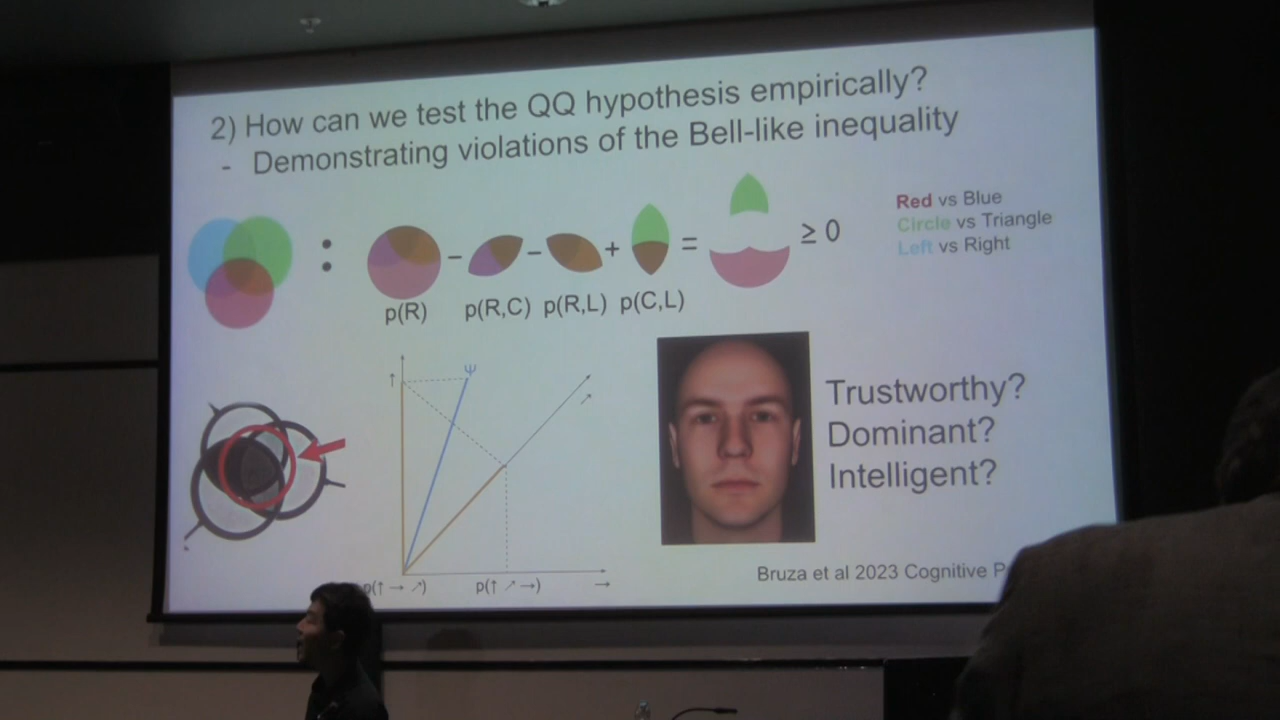 2) How can we test the QQ hypothesis empirically?
- Demonstrating violations of the Bell-like inequality
Red vs Blue
Circle vs Triangle
Left vs Right
: - - + = ≥ 0
p(R) p(R,C) p(R,L) p(C,L)
ψ
↑
↗
Trustworthy?
Dominant?
Intelligent?
p(↑ → ↗) p(↑ ↗ →) →
Bruza et al 2023 Cognitive